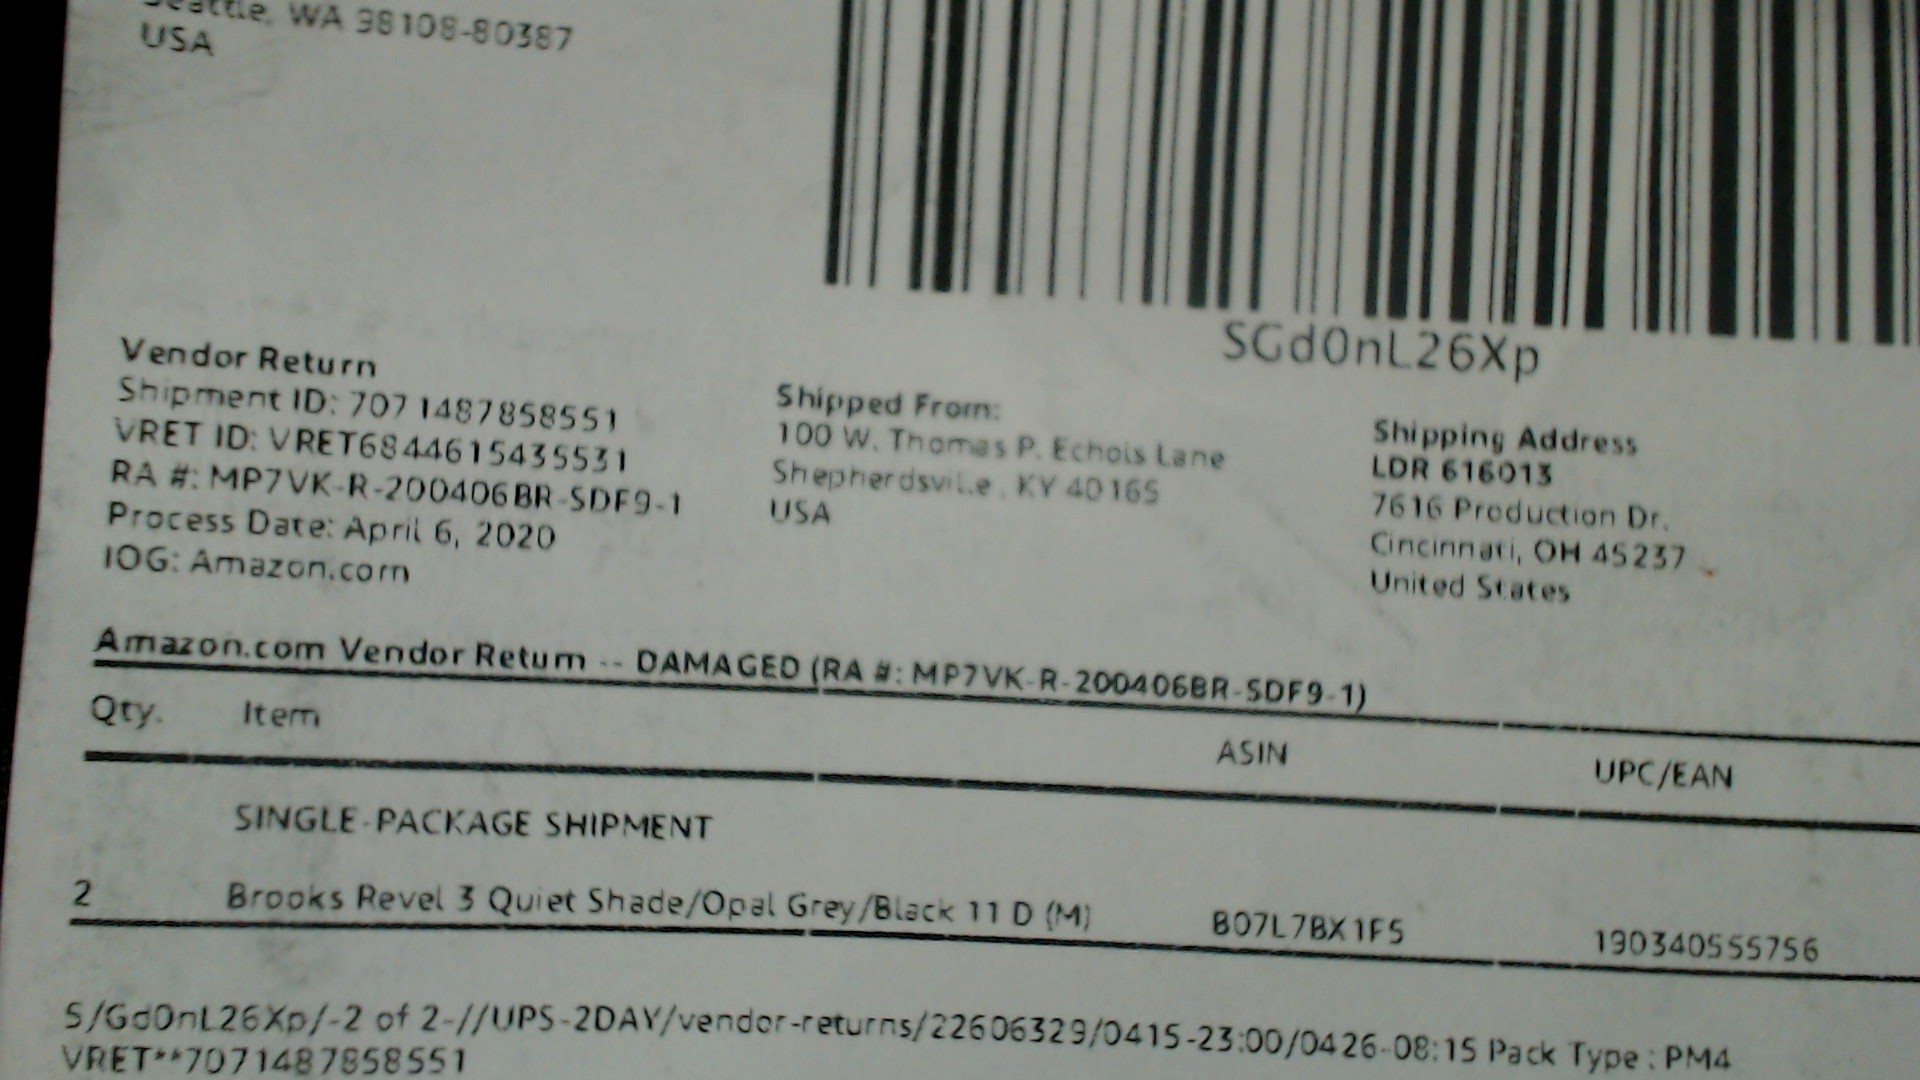 Seattle, WA 98108-80387
USA
SGd0nL26Xp
Vendor Return
Shipment ID: 7071487858551
VRET ID: VRET6844615435531
RA #: MP7VK-R-200406BR-SDF9-1
Process Date: April 6, 2020
IOG: Amazon.com
Shipped From:
100 W. Thomas P. Echols Lane
Shepherdsville, KY 40165
USA
Shipping Address
LDR 616013
7616 Production Dr.
Cincinnati, OH 45237
United States
Amazon.com Vendor Return -- DAMAGED (RA #: MP7VK-R-200406BR-SDF9-1)
Qty. Item ASIN UPC/EAN
SINGLE-PACKAGE SHIPMENT
2 Brooks Revel 3 Quiet Shade/Opal Grey/Black 11 D (M) B07L7BX1F5 190340555756
S/Gd0nL26Xp/-2 of 2-//UPS-2DAY/vendor-returns/22606329/0415-23:00/0426-08:15 Pack Type : PM4
VRET**7071487858551